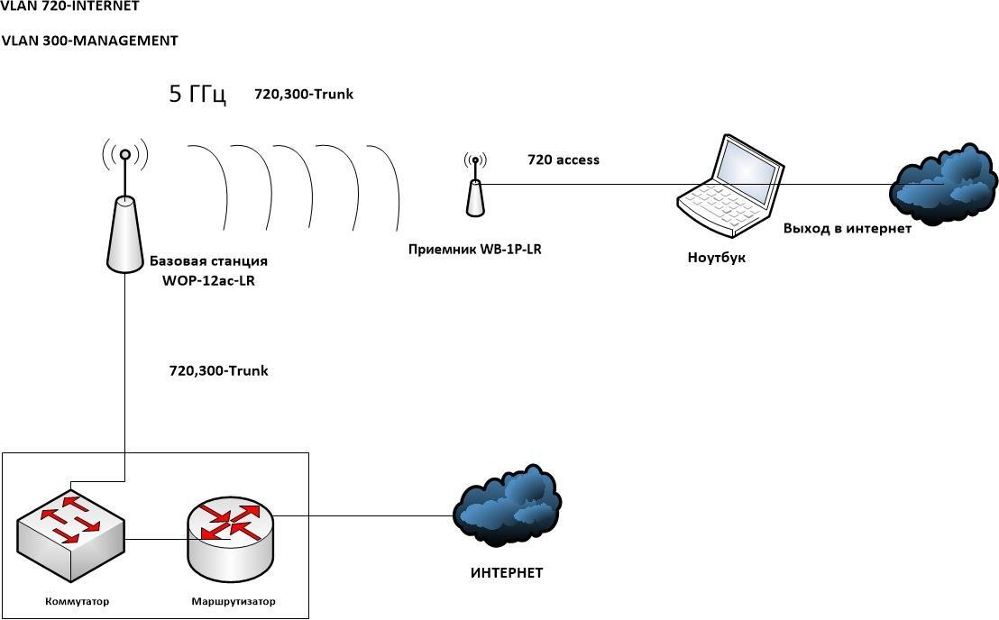 VLAN 720-INTERNET
VLAN 300-MANAGEMENT
5 ГГц
720,300-Trunk
720 access
Базовая станция
WOP-12ac-LR
Приемник WB-1P-LR
Ноутбук
Выход в интернет
720,300-Trunk
ИНТЕРНЕТ
Коммутатор
Маршрутизатор